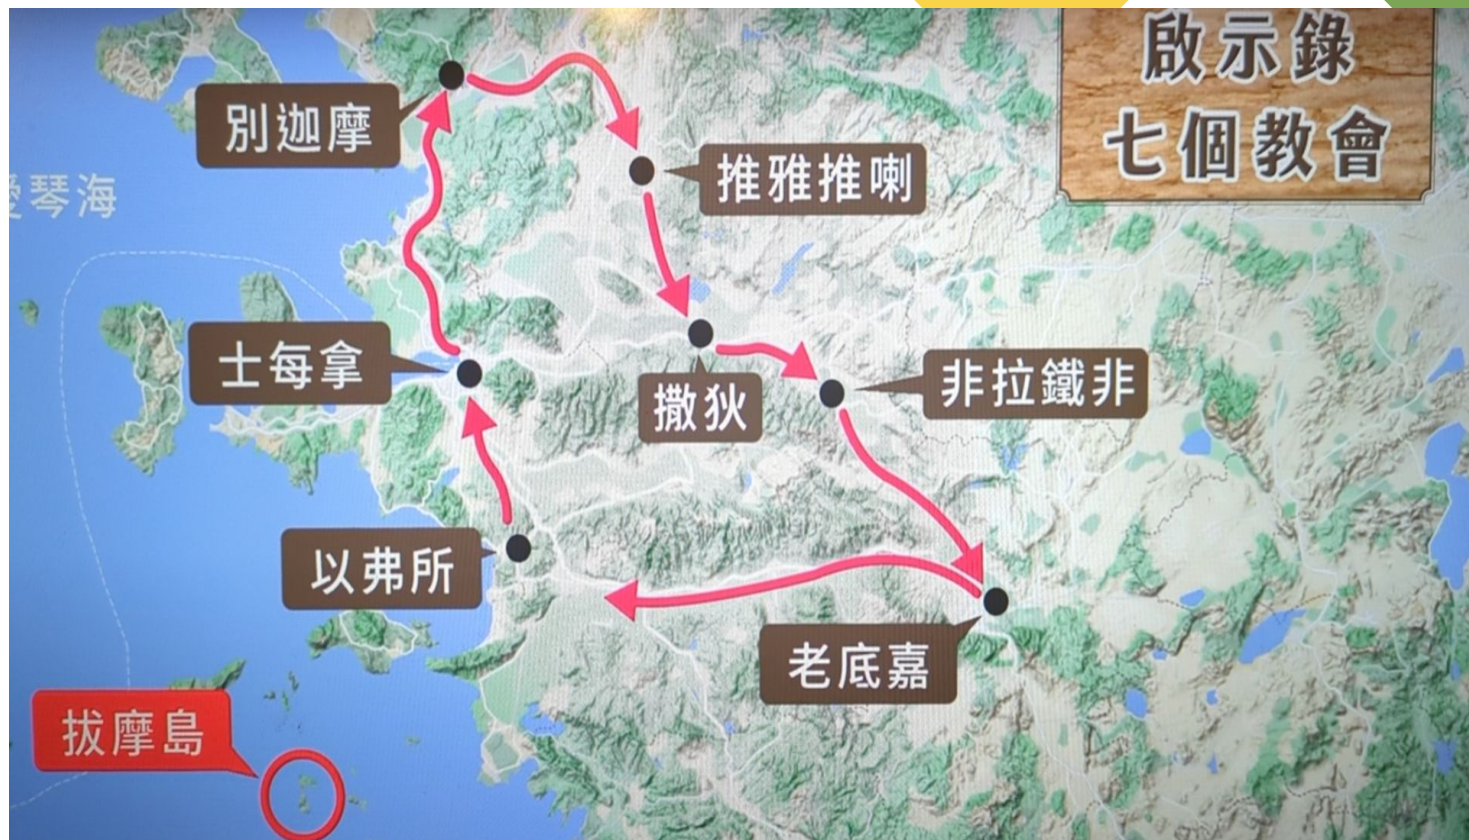 啟示錄
七個教會
別迦摩
推雅推喇
愛琴海
士每拿
撒狄
非拉鐵非
以弗所
老底嘉
拔摩島